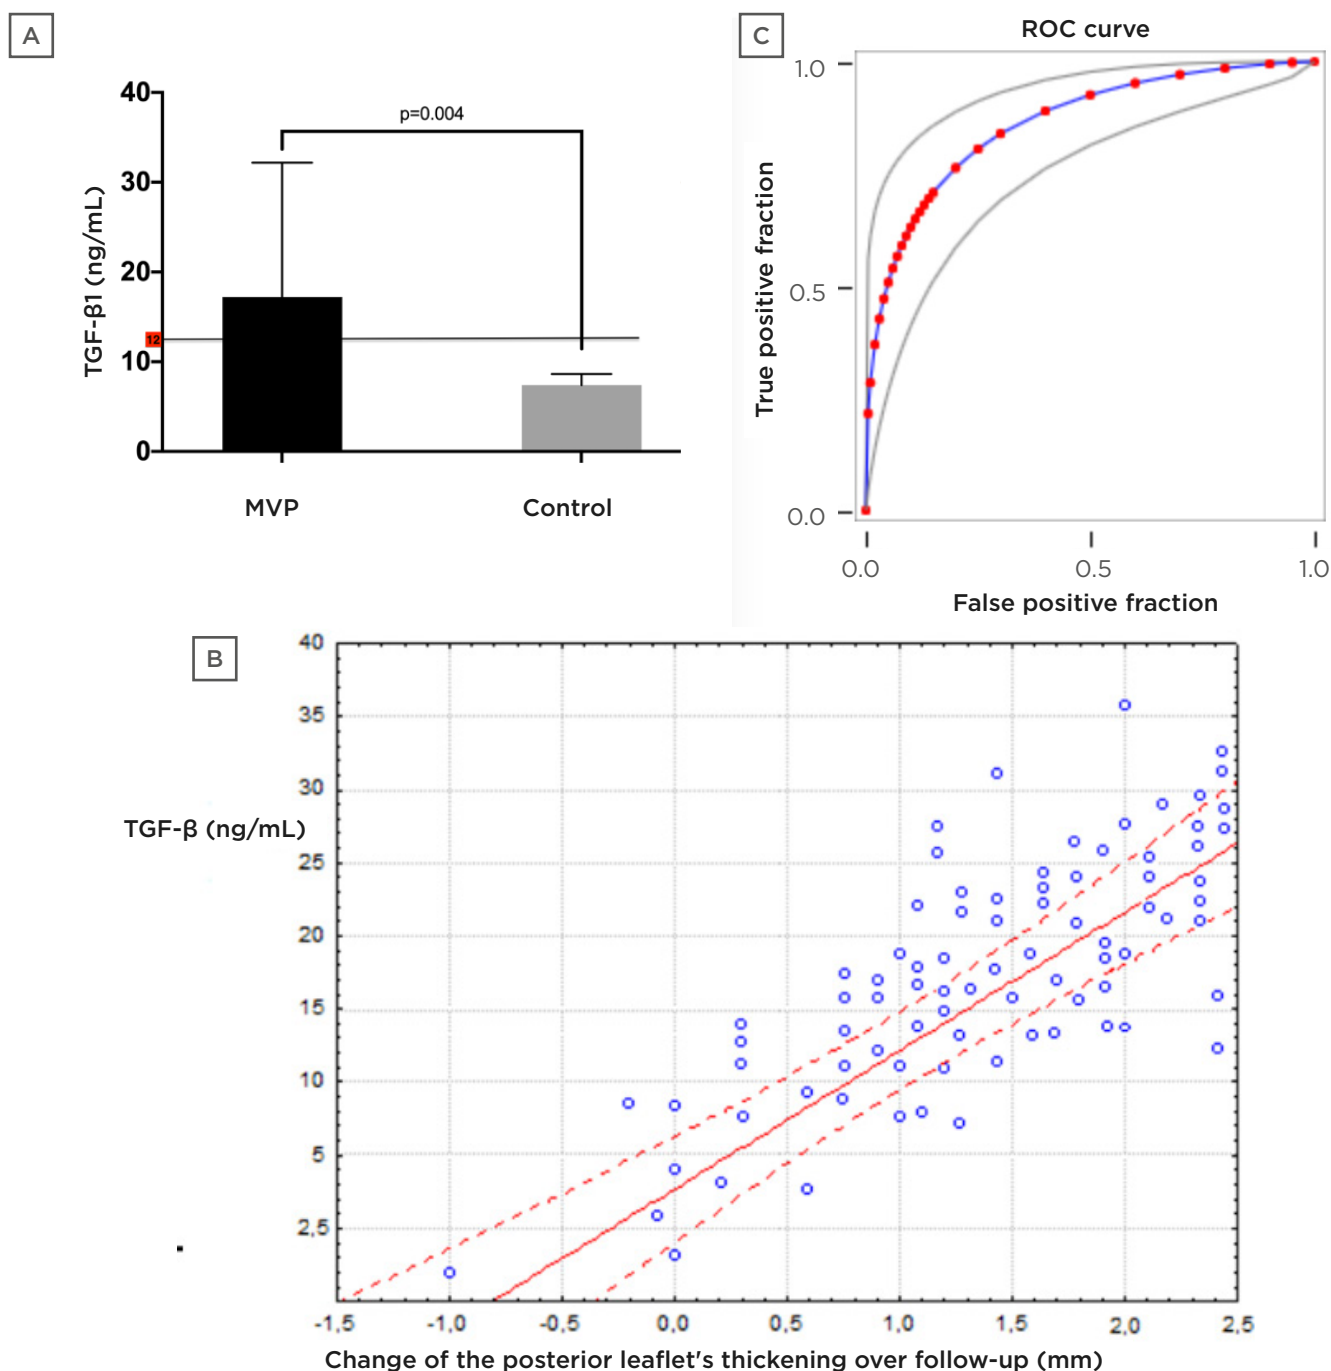 A
40
30
20
10
0
TGF-β1 (ng/mL)
12
p=0.004
MVP
Control
C
ROC curve
1.0
0.5
0.0
True positive fraction
0.0
0.5
1.0
False positive fraction
B
40
35
30
25
20
15
10
5
2,5
TGF-β (ng/mL)
-1,5
-1,0
-0,5
0,0
0,5
1,0
1,5
2,0
2,5
Change of the posterior leaflet's thickening over follow-up (mm)